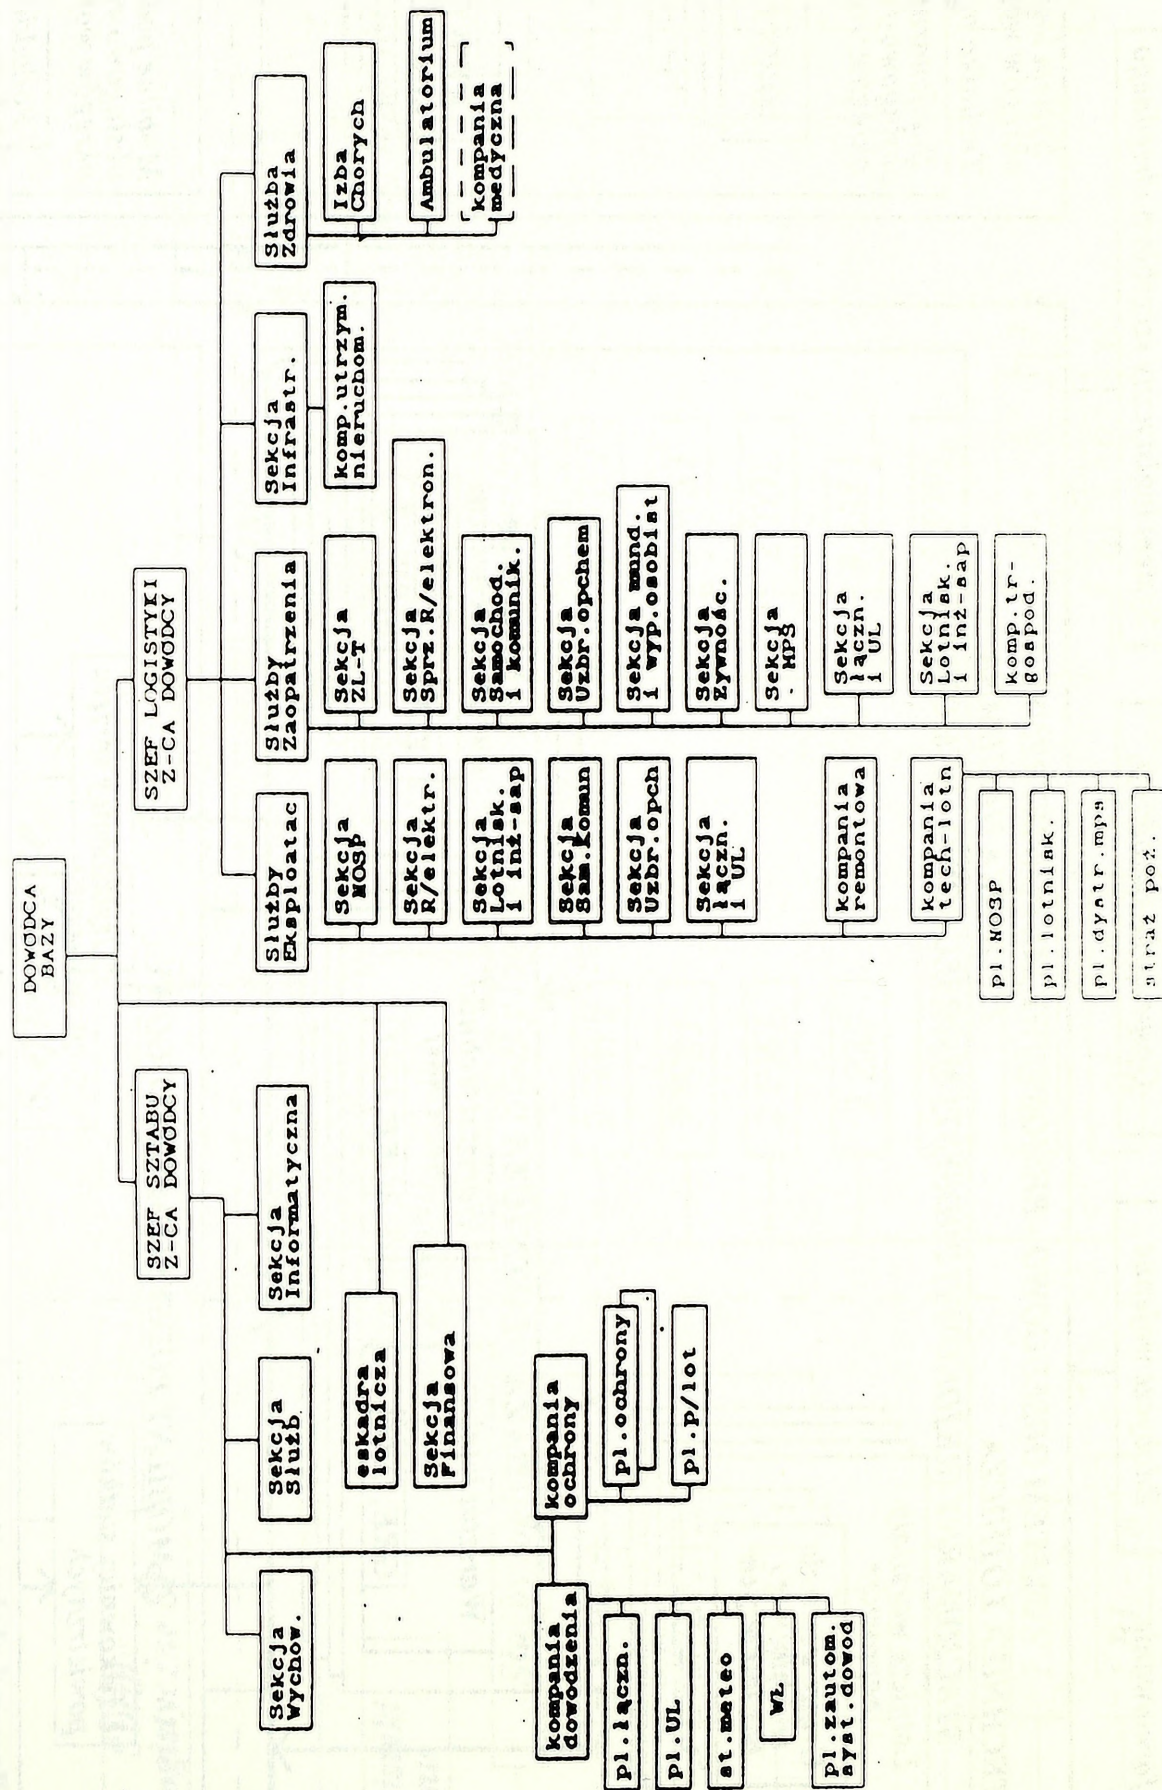 DOWÓDCA
BAZY
SZEF SZTABU
Z-CA DOWÓDCY
SZEF LOGISTYKI
Z-CA DOWÓDCY
Sekcja
Wychow.
Sekcja
Służb
Sekcja
Informatyczna
eskadra
lotnicza
Sekcja
Finansowa
kompania
dowodzenia
pl.łączn.
pl.UL
st.meteo
WŁ
pl.zautom.
syst.dowod
kompania
ochrony
pl.ochrony
pl.p/lot
Służby
Eksploatac
Sekcja
NOSP
Sekcja
R/elektr.
Sekcja
Lotnisk.
i inż-sap
Sekcja
Sam.komun
Sekcja
Uzbr.opch
Sekcja
łączn.
i UL
kompania
remontowa
kompania
tech-lotn
pl.NOSP
pl.lotnisk.
pl.dystr.mps
straż poż.
Służby
Zaopatrzenia
Sekcja
ZL-T
Sekcja
Sprz.R/elektron.
Sekcja
Samochod.
i komunik.
Sekcja
Uzbr.opchem
Sekcja mund.
i wyp.osobist
Sekcja
Żywnośc.
Sekcja
MPS
Sekcja
łączn.
i UL
Sekcja
Lotnisk.
i inż-sap
komp.tr-
gospod.
Sekcja
Infrastr.
komp.utrzym.
nieruchom.
Służba
Zdrowia
Izba
Chorych
Ambulatorium
kompania
medyczna